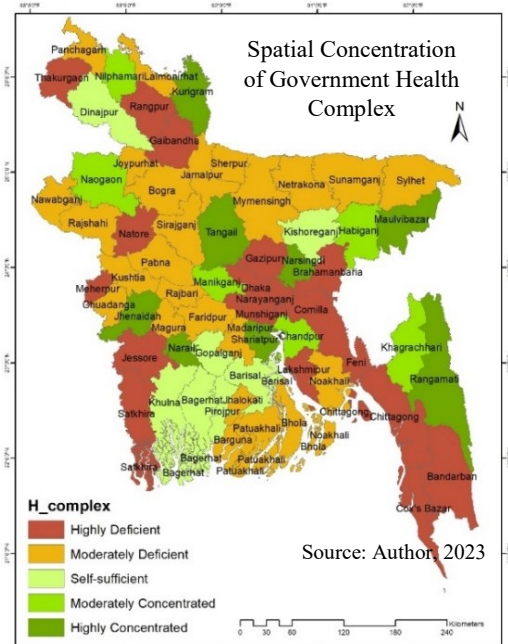 Spatial Concentration
of Government Health
Complex
N
Panchagarh
Thakurgaon
Nilphamari
Lalmonirhat
Kurigram
Dinajpur
Rangpur
Gaibandha
Joypurhat
Sherpur
Jamalpur
Naogaon
Bogra
Netrakona
Sunamganj
Sylhet
Mymensingh
Nawabganj
Rajshahi
Sirajganj
Tangail
Kishoreganj
Habiganj
Maulvibazar
Natore
Pabna
Gazipur
Narsingdi
Brahamanbaria
Kushtia
Meherpur
Manikganj
Dhaka
Chuadanga
Rajbari
Narayanganj
Jhenaidah
Faridpur
Munshiganj
Comilla
Magura
Madaripur
Shariatpur
Chandpur
Khagrachhari
Jessore
Narail
Gopalganj
Feni
Rangamati
Barisal
Barisal
Lakshmipur
Noakhali
Khulna
Bagerhat
Jhalokati
Pirojpur
Chittagong
Chittagong
Satkhira
Patuakhali
Bhola
Barguna
Noakhali
Bhola
Satkhira
Bagerhat
Bagerhat
Patuakhali
Patuakhali
Bandarban
Cox's Bazar
H_complex
Highly Deficient
Moderately Deficient
Self-sufficient
Moderately Concentrated
Highly Concentrated
Source: Author, 2023
Kilometers
0 15 30 60 120 180 240